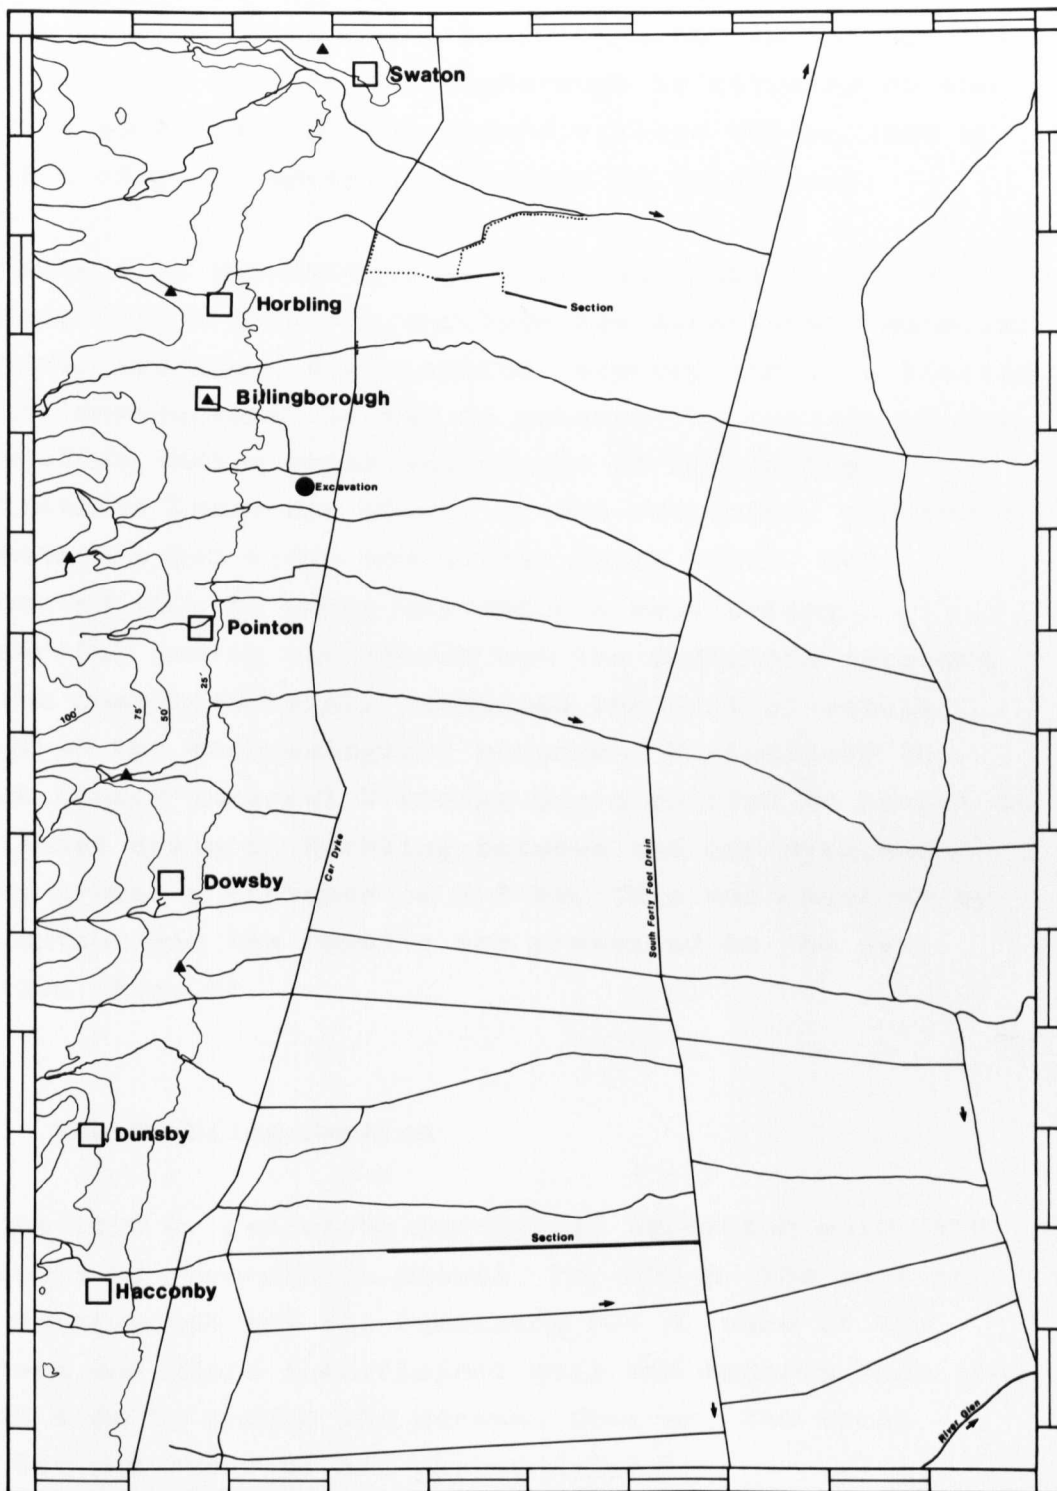 Swaton
Section
Horbling
Billingborough
Excavation
Pointon
25'
100'
75'
50'
Car Dyke
South Forty Foot Drain
Dowsby
Dunsby
Section
Hacconby
River Glen